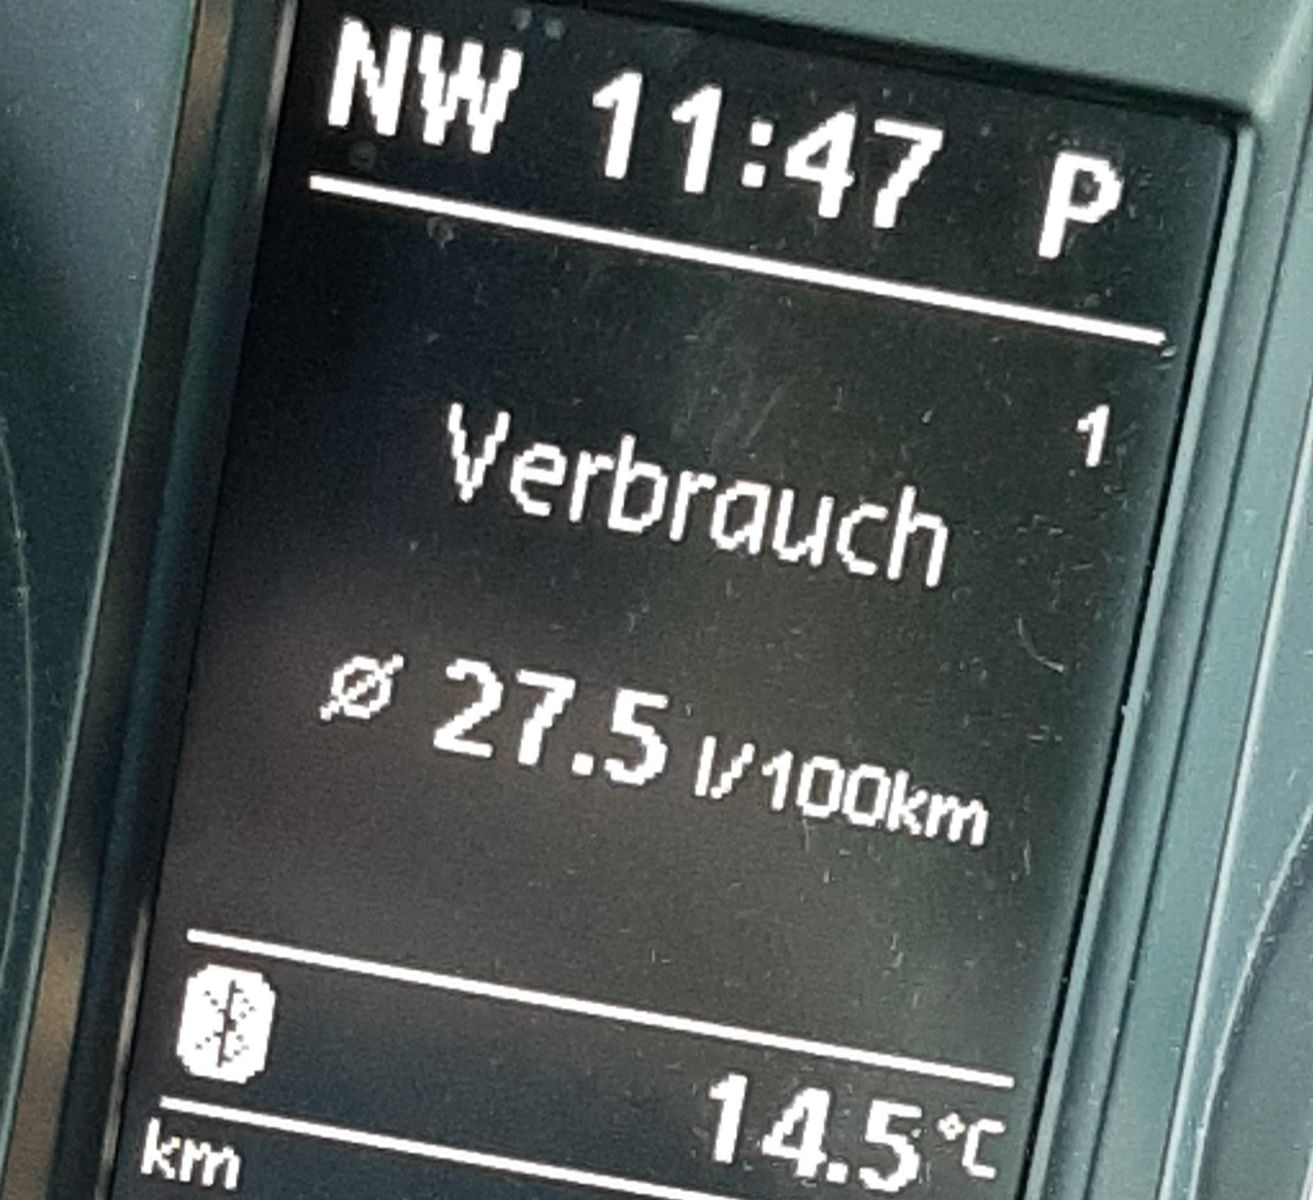 NW 11:47 P
1
Verbrauch
ø 27.5 l/100km
14.5°C
km